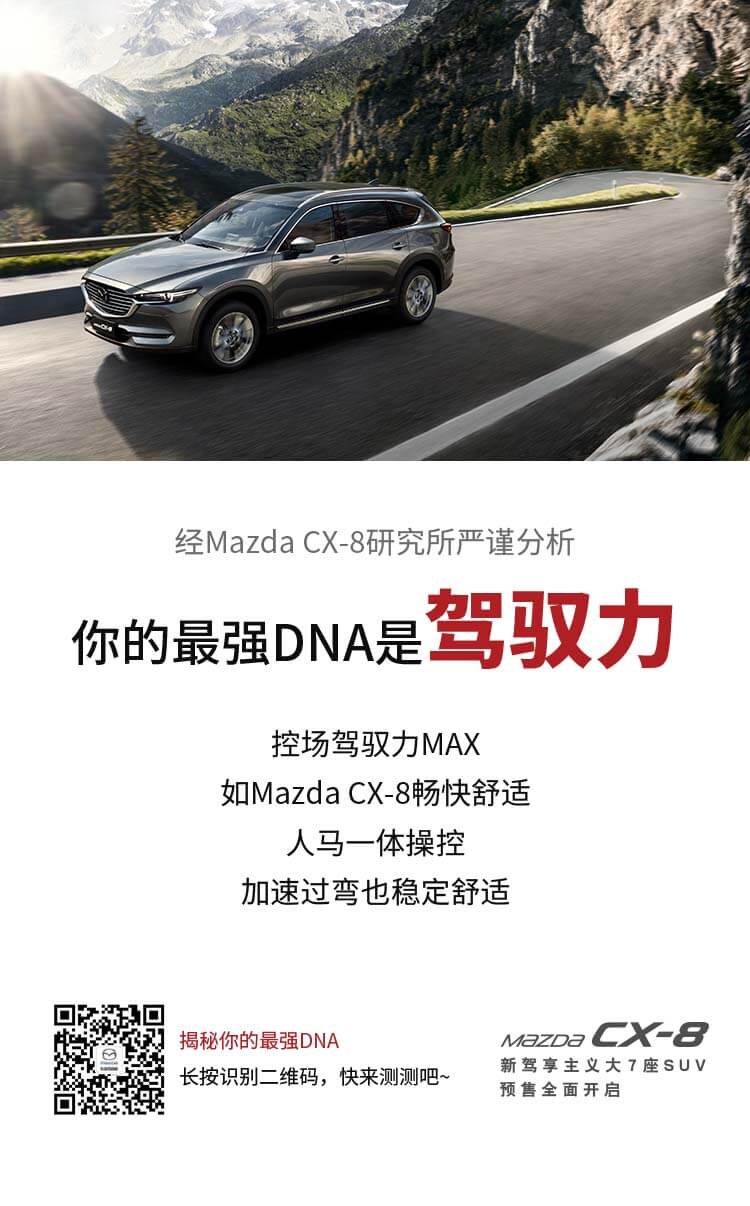 经Mazda CX-8研究所严谨分析
你的最强DNA是驾驭力
控场驾驭力MAX
如Mazda CX-8畅快舒适
人马一体操控
加速过弯也稳定舒适
揭秘你的最强DNA
长按识别二维码，快来测测吧~
mazda CX-8
新驾享主义大7座SUV
预售全面开启